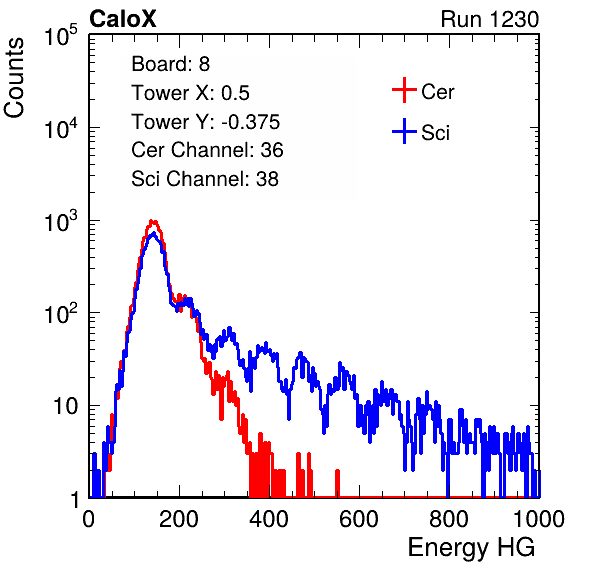 CaloX Run 1230
Counts
Board: 8
Tower X: 0.5
Tower Y: -0.375
Cer Channel: 36
Sci Channel: 38
Cer
Sci
10^5
10^4
10^3
10^2
10
1
0 200 400 600 800 1000
Energy HG